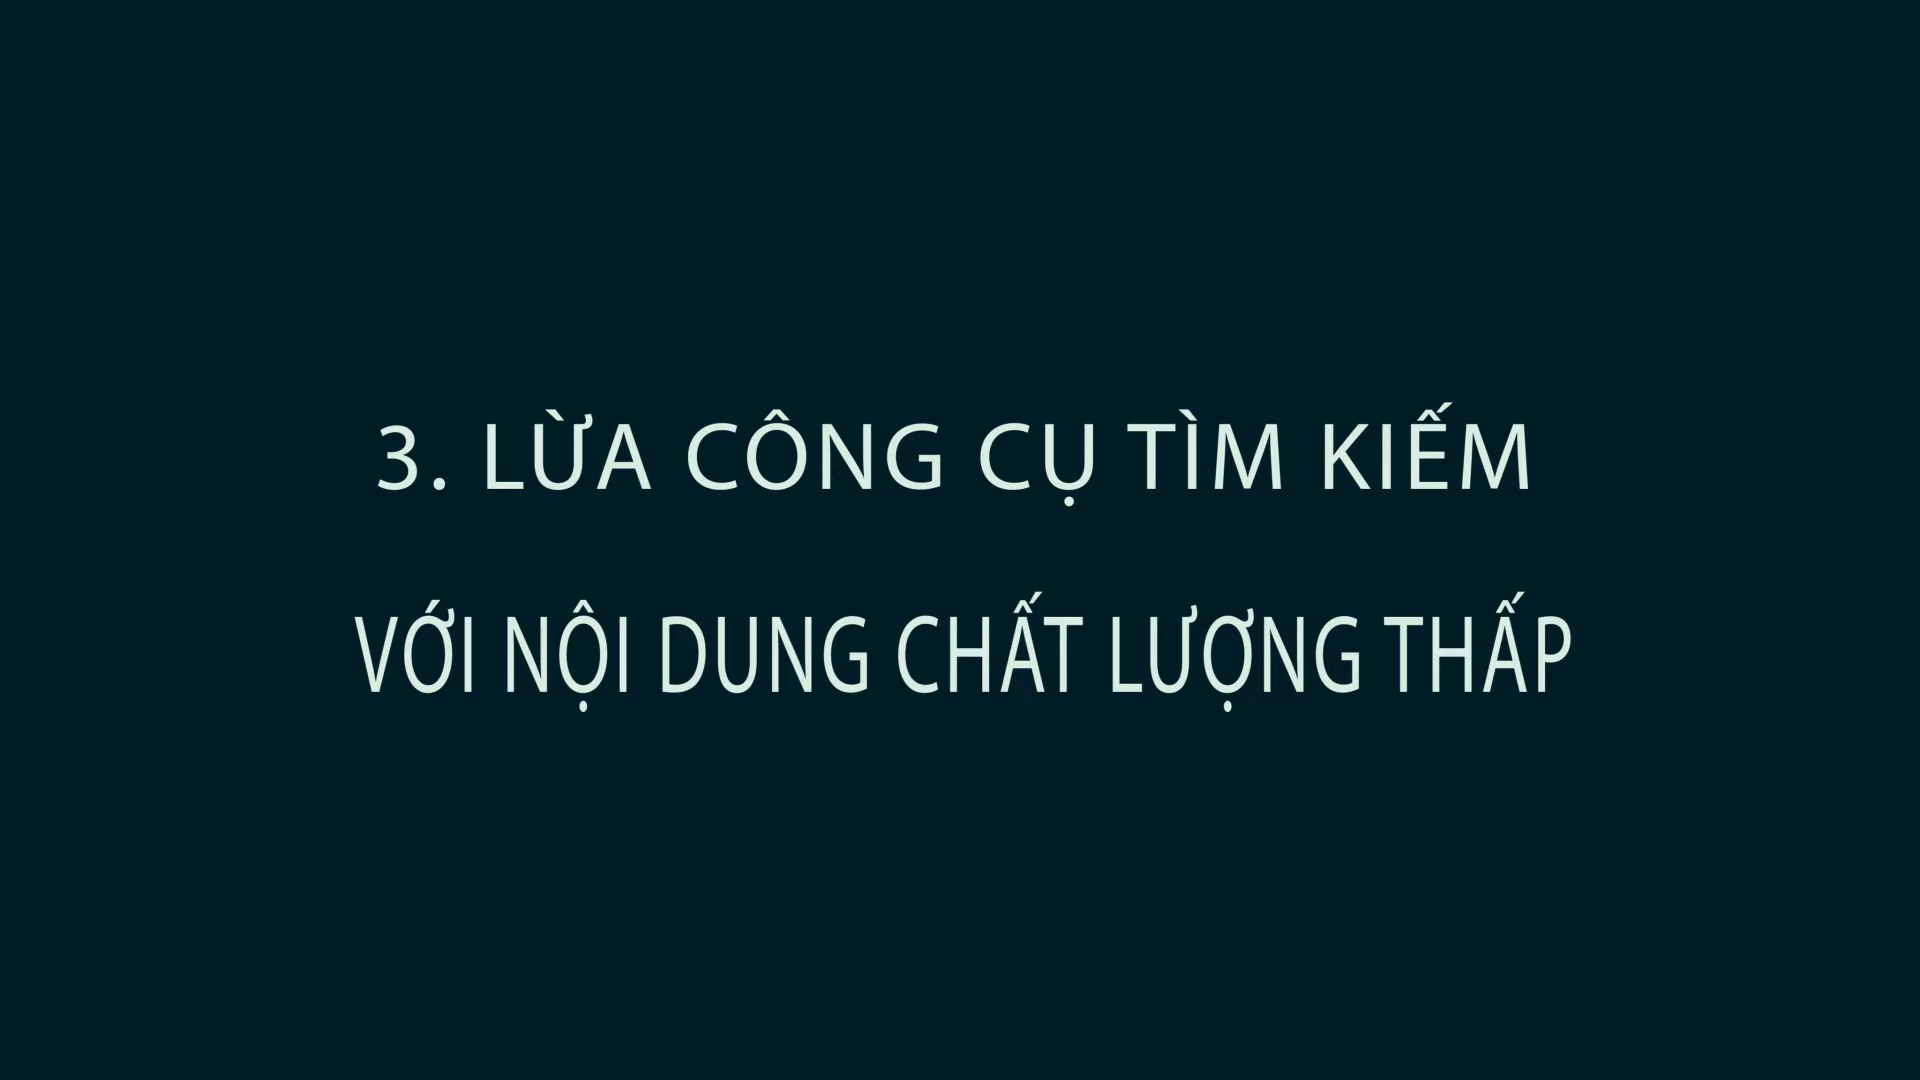 3. LỪA CÔNG CỤ TÌM KIẾM
VỚI NỘI DUNG CHẤT LƯỢNG THẤP